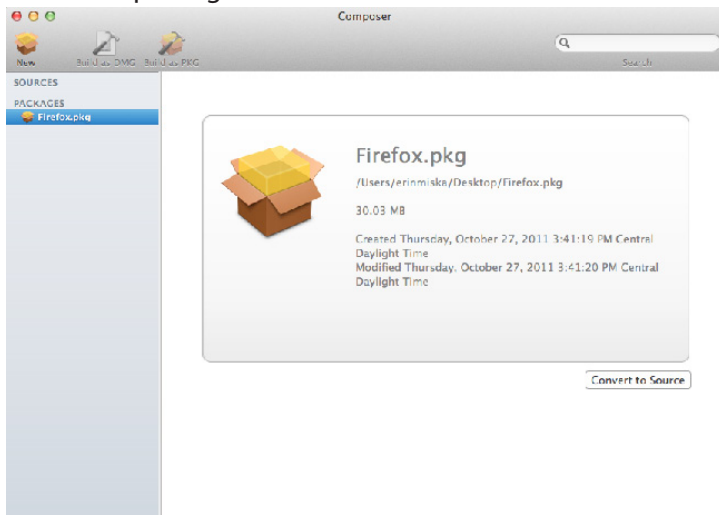 Composer
New
Build as DMG
Build as PKG
Search
SOURCES
PACKAGES
Firefox.pkg
Firefox.pkg
/Users/erinmiska/Desktop/Firefox.pkg
30.03 MB
Created Thursday, October 27, 2011 3:41:19 PM Central
Daylight Time
Modified Thursday, October 27, 2011 3:41:20 PM Central
Daylight Time
Convert to Source